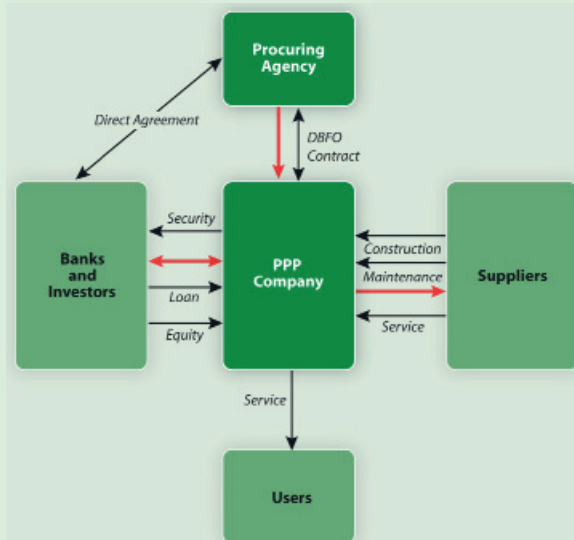 Procuring
Agency
Direct Agreement
DBFO
Contract
Banks
and
Investors
Security
Loan
Equity
PPP
Company
Construction
Maintenance
Service
Suppliers
Service
Users